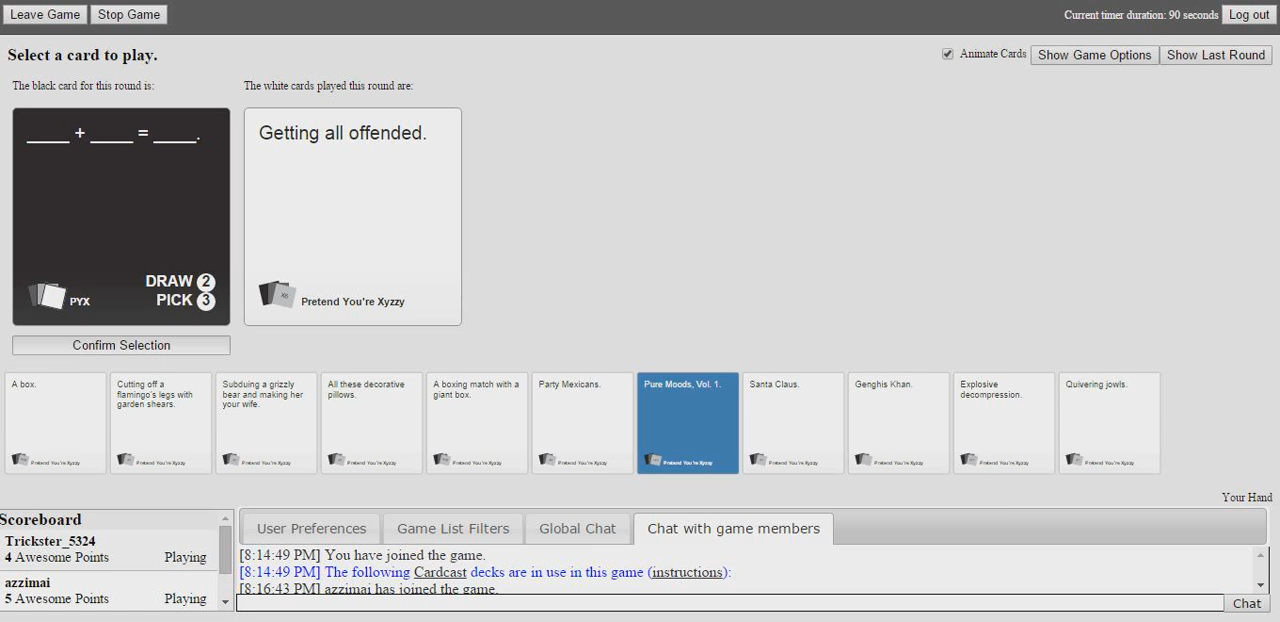 Leave Game Stop Game Current timer duration: 90 seconds Log out
Select a card to play. Animate Cards Show Game Options Show Last Round
The black card for this round is: The white cards played this round are:
____ + ____ = ____.
DRAW 2
PICK 3
PYX
Getting all offended.
Pretend You're Xyzzy
Confirm Selection
A box.
Pretend You're Xyzzy
Cutting off a
flamingo's legs with
garden shears.
Pretend You're Xyzzy
Subduing a grizzly
bear and making her
your wife.
Pretend You're Xyzzy
All these decorative
pillows.
Pretend You're Xyzzy
A boxing match with a
giant box.
Pretend You're Xyzzy
Party Mexicans.
Pretend You're Xyzzy
Pure Moods, Vol. 1.
Pretend You're Xyzzy
Santa Claus.
Pretend You're Xyzzy
Genghis Khan.
Pretend You're Xyzzy
Explosive
decompression.
Pretend You're Xyzzy
Quivering jowls.
Pretend You're Xyzzy
Your Hand
Scoreboard
Trickster_5324
4 Awesome Points Playing
azzimai
5 Awesome Points Playing
User Preferences Game List Filters Global Chat Chat with game members
[8:14:49 PM] You have joined the game.
[8:14:49 PM] The following Cardcast decks are in use in this game (instructions):
[8:16:43 PM] azzimai has joined the game.
Chat